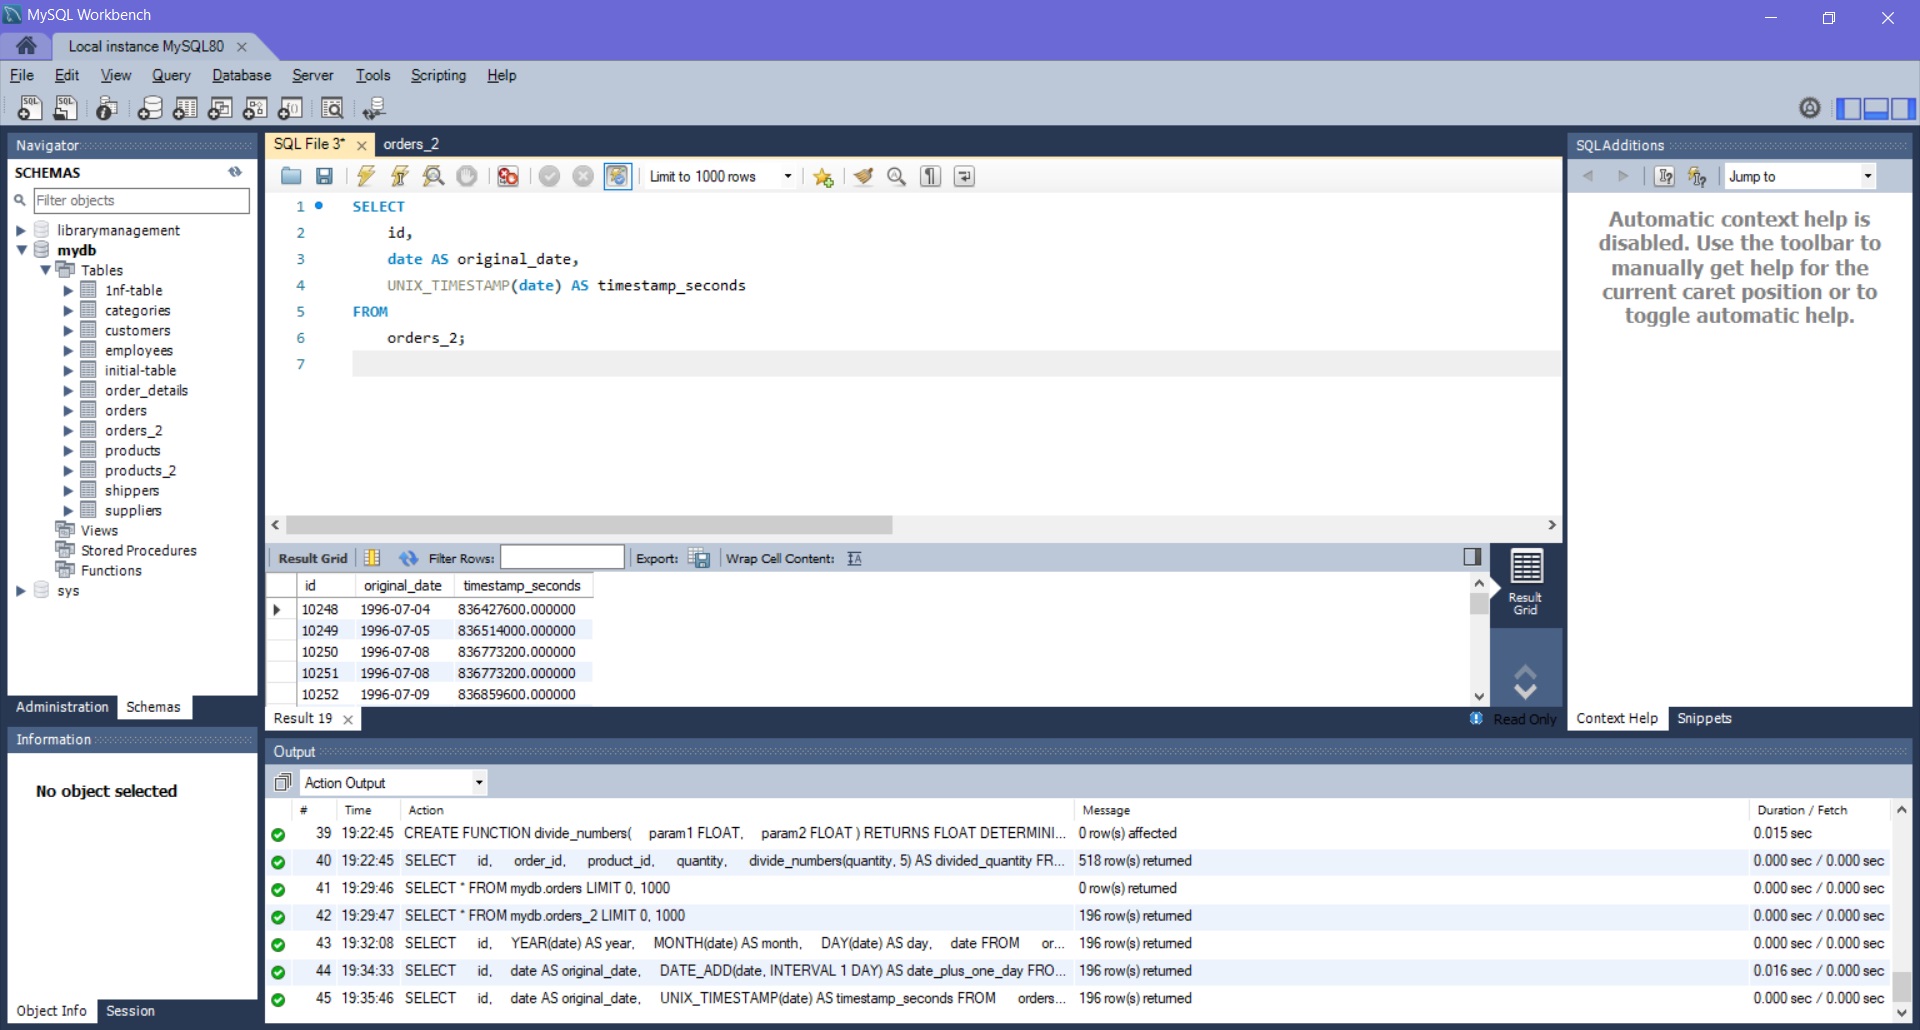 MySQL Workbench
Local instance MySQL80
File Edit View Query Database Server Tools Scripting Help
Navigator
SCHEMAS
Filter objects
librarymanagement
mydb
Tables
1nf-table
categories
customers
employees
initial-table
order_details
orders
orders_2
products
products_2
shippers
suppliers
Views
Stored Procedures
Functions
sys
Administration Schemas
Information
No object selected
Object Info Session
SQL File 3* orders_2
Limit to 1000 rows
1 SELECT
2 id,
3 date AS original_date,
4 UNIX_TIMESTAMP(date) AS timestamp_seconds
5 FROM
6 orders_2;
7
Result Grid Filter Rows: Export: Wrap Cell Content:
id original_date timestamp_seconds
10248 1996-07-04 836427600.000000
10249 1996-07-05 836514000.000000
10250 1996-07-08 836773200.000000
10251 1996-07-08 836773200.000000
10252 1996-07-09 836859600.000000
Result
Grid
Result 19
Read Only
SQLAdditions
Jump to
Automatic context help is
disabled. Use the toolbar to
manually get help for the
current caret position or to
toggle automatic help.
Context Help Snippets
Output
Action Output
# Time Action Message Duration / Fetch
39 19:22:45 CREATE FUNCTION divide_numbers( param1 FLOAT, param2 FLOAT ) RETURNS FLOAT DETERMINI... 0 row(s) affected 0.015 sec
40 19:22:45 SELECT id, order_id, product_id, quantity, divide_numbers(quantity, 5) AS divided_quantity FR... 518 row(s) returned 0.000 sec / 0.000 sec
41 19:29:46 SELECT * FROM mydb.orders LIMIT 0, 1000 0 row(s) returned 0.000 sec / 0.000 sec
42 19:29:47 SELECT * FROM mydb.orders_2 LIMIT 0, 1000 196 row(s) returned 0.000 sec / 0.000 sec
43 19:32:08 SELECT id, YEAR(date) AS year, MONTH(date) AS month, DAY(date) AS day, date FROM or... 196 row(s) returned 0.000 sec / 0.000 sec
44 19:34:33 SELECT id, date AS original_date, DATE_ADD(date, INTERVAL 1 DAY) AS date_plus_one_day FRO... 196 row(s) returned 0.016 sec / 0.000 sec
45 19:35:46 SELECT id, date AS original_date, UNIX_TIMESTAMP(date) AS timestamp_seconds FROM orders... 196 row(s) returned 0.000 sec / 0.000 sec